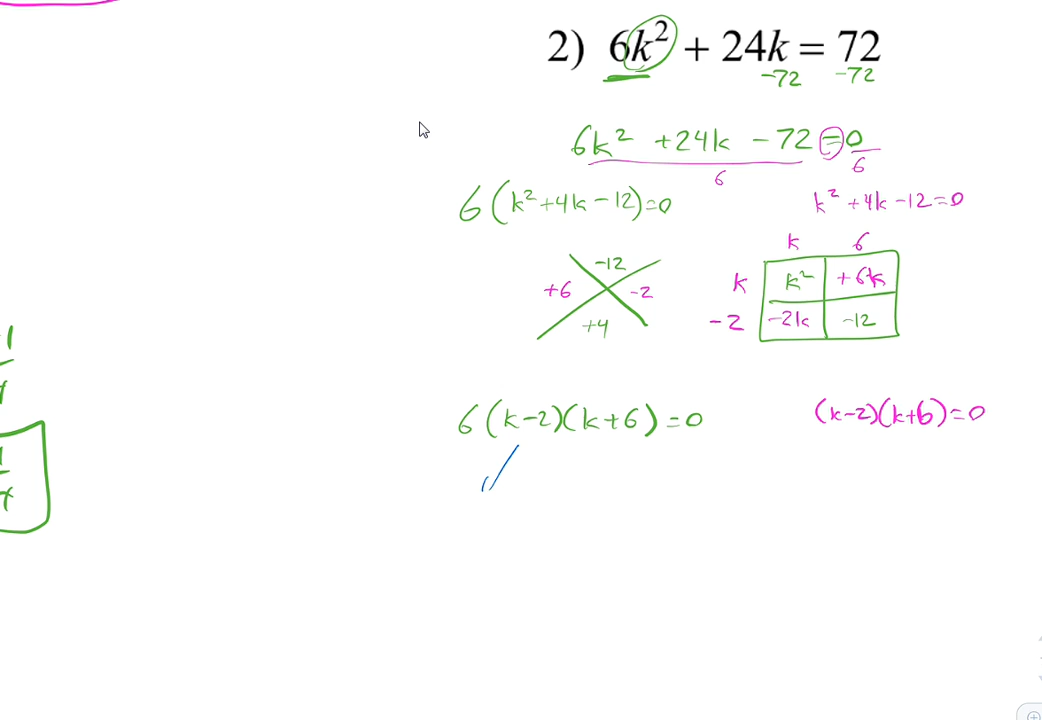 2) 6k² + 24k = 72
-72 -72
6k² +24k -72 = 0
6 6
6(k²+4k-12)=0 k²+4k-12=0
k 6
-12
k k² +6k
+6 -2
-2 -2k -12
+4
6(k-2)(k+6)=0 (k-2)(k+6)=0